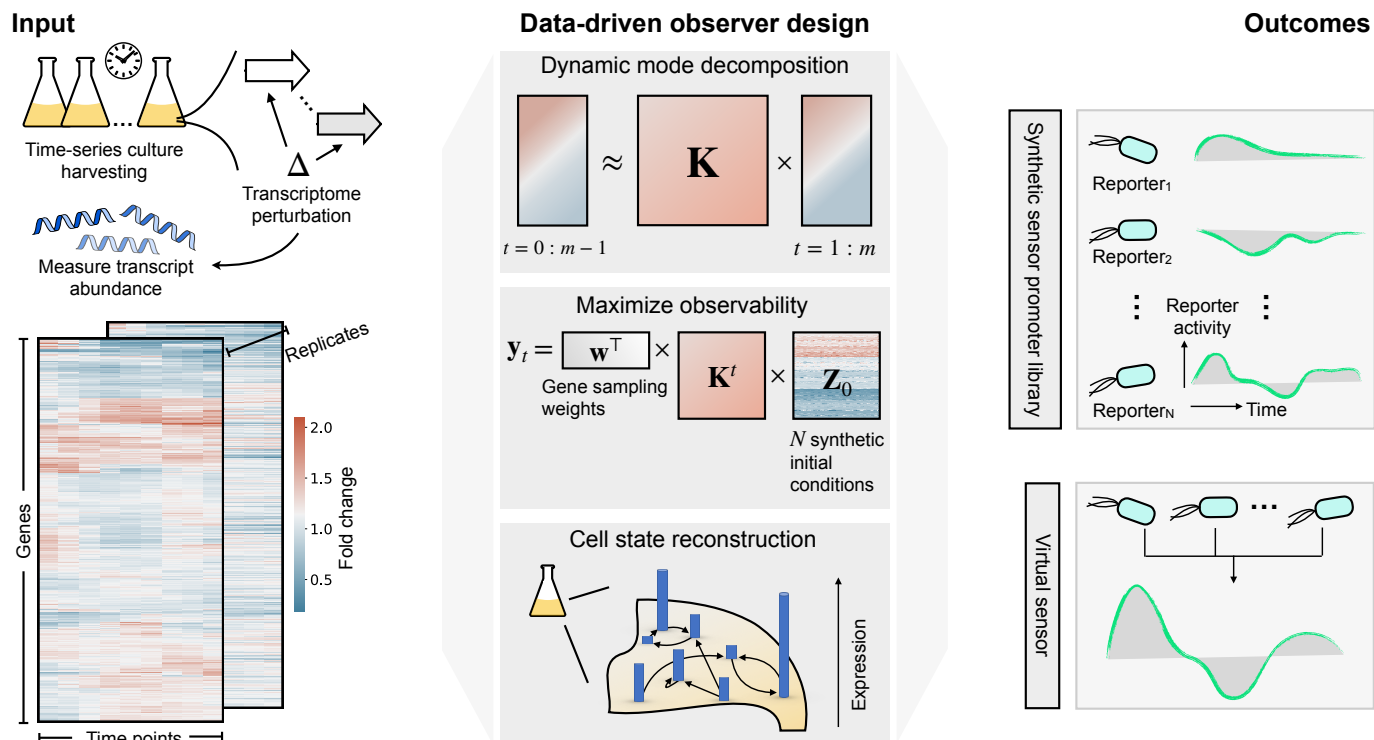 Input
Time-series culture
harvesting
...
Δ
Transcriptome
perturbation
Measure transcript
abundance
Replicates
Genes
Time points
2.0
1.5
1.0
0.5
Fold change
Data-driven observer design
Dynamic mode decomposition
≈ K ×
t = 0 : m − 1
t = 1 : m
Maximize observability
y_t = w^⊤ × K^t × Z_0
Gene sampling
weights
N synthetic
initial
conditions
Cell state reconstruction
Expression
Outcomes
Synthetic sensor promoter library
Reporter₁
Reporter₂
Reporter
activity
Reporter_N
Time
Virtual sensor